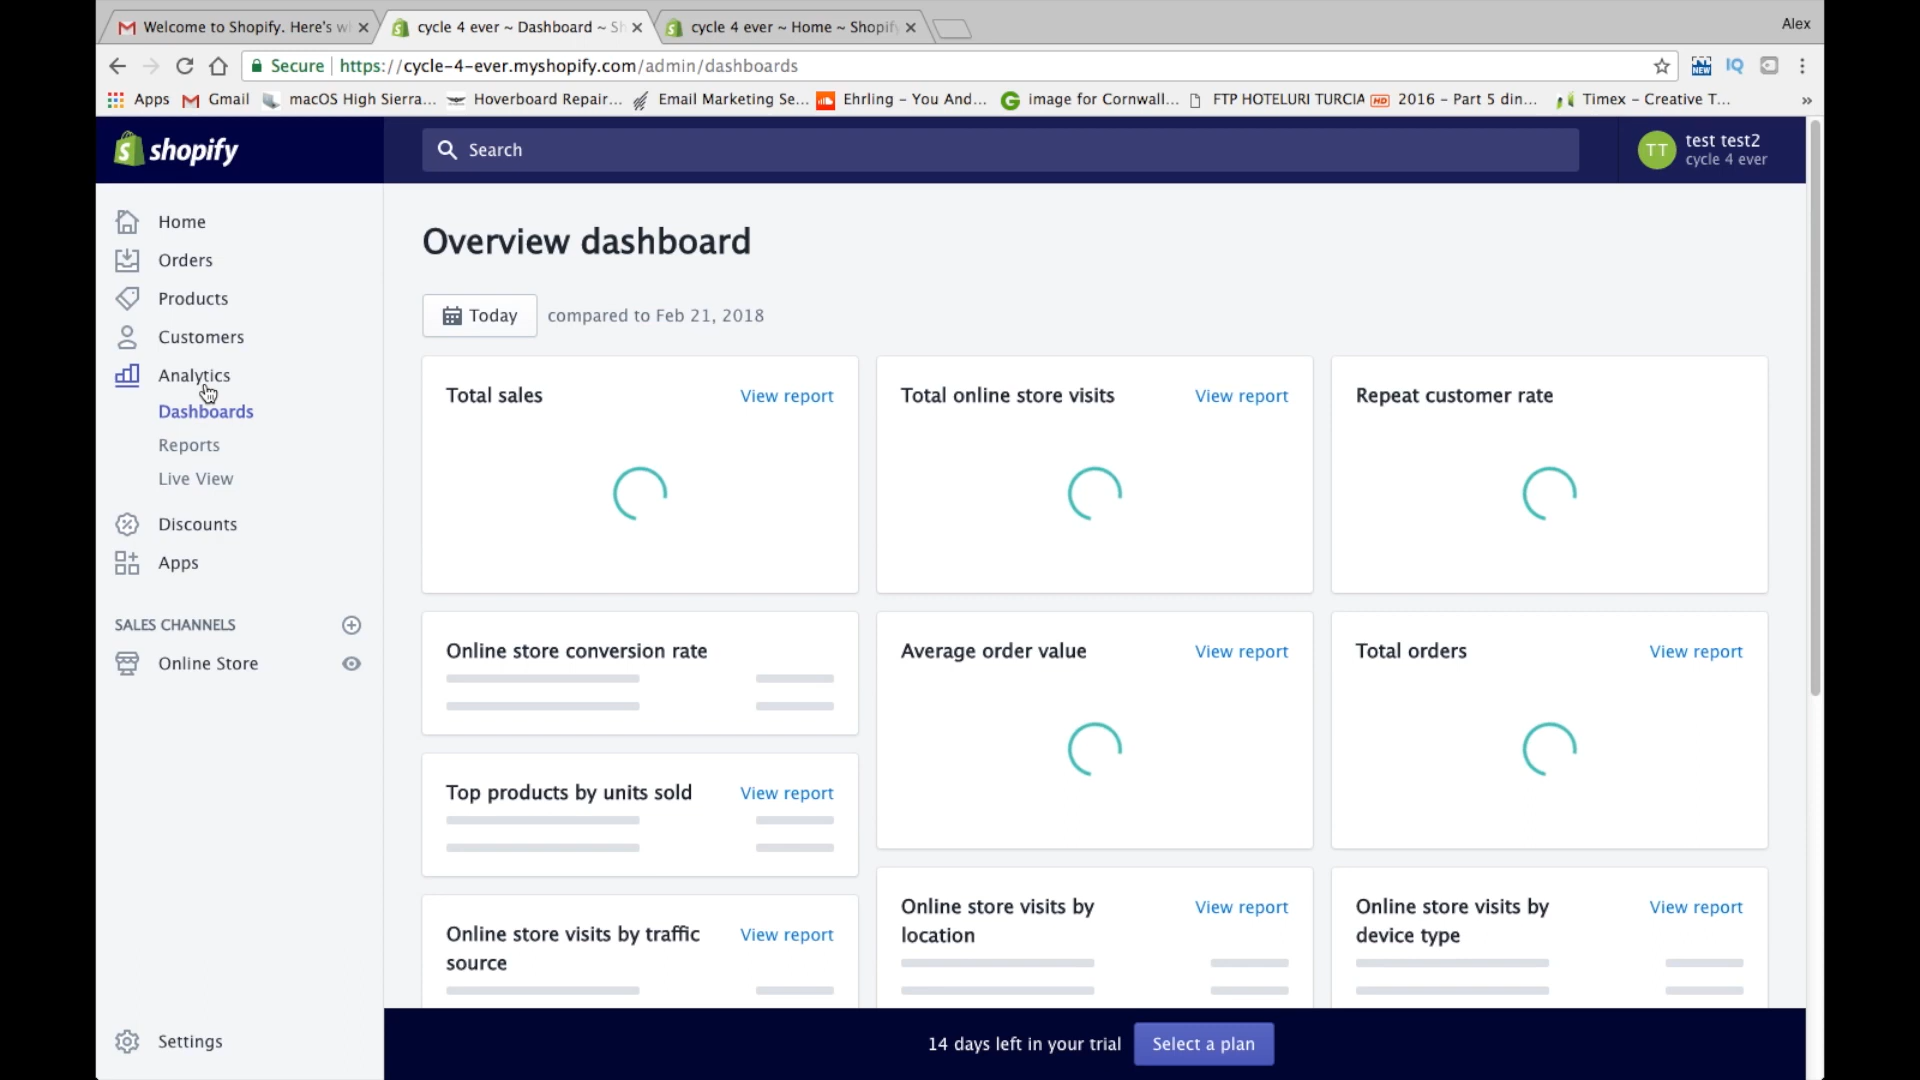 Welcome to Shopify. Here's w
cycle 4 ever ~ Dashboard ~ Sh
cycle 4 ever ~ Home ~ Shopify
Alex
Secure
https://cycle-4-ever.myshopify.com/admin/dashboards
NEW
IQ
Apps
Gmail
macOS High Sierra...
Hoverboard Repair...
Email Marketing Se...
Ehrling – You And...
image for Cornwall...
FTP HOTELURI TURCIA
HD
2016 – Part 5 din...
Timex – Creative T...
»
shopify
Search
TT
test test2
cycle 4 ever
Home
Orders
Products
Customers
Analytics
Dashboards
Reports
Live View
Discounts
Apps
SALES CHANNELS
Online Store
Settings
Overview dashboard
Today
compared to Feb 21, 2018
Total sales
View report
Total online store visits
View report
Repeat customer rate
Online store conversion rate
Average order value
View report
Total orders
View report
Top products by units sold
View report
Online store visits by traffic
source
View report
Online store visits by
location
View report
Online store visits by
device type
View report
14 days left in your trial
Select a plan